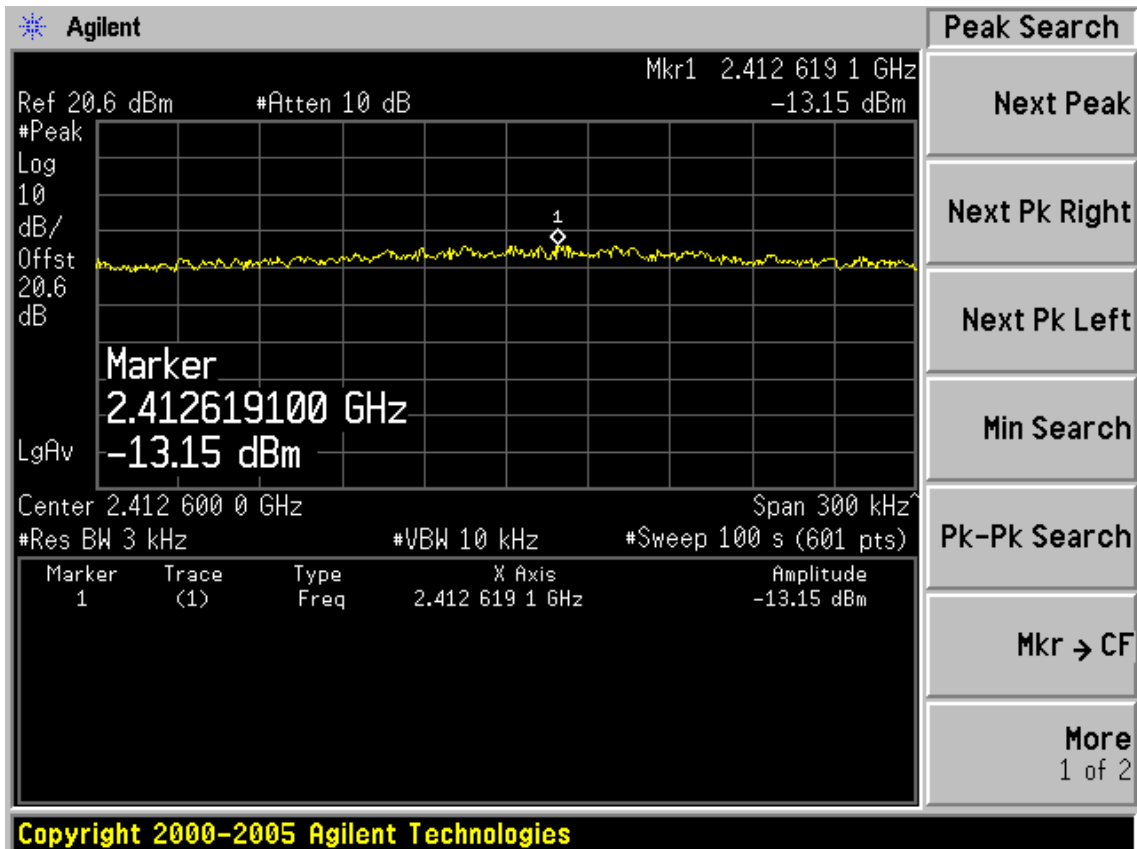 Agilent
Peak Search
Mkr1 2.412 619 1 GHz
Ref 20.6 dBm #Atten 10 dB -13.15 dBm
#Peak
Log
10
dB/
Offst
20.6
dB
1
Marker
2.412619100 GHz
-13.15 dBm
LgAv
Center 2.412 600 0 GHz Span 300 kHz^
#Res BW 3 kHz #VBW 10 kHz #Sweep 100 s (601 pts)
Marker Trace Type X Axis Amplitude
1 (1) Freq 2.412 619 1 GHz -13.15 dBm
Next Peak
Next Pk Right
Next Pk Left
Min Search
Pk-Pk Search
Mkr → CF
More
1 of 2
Copyright 2000-2005 Agilent Technologies